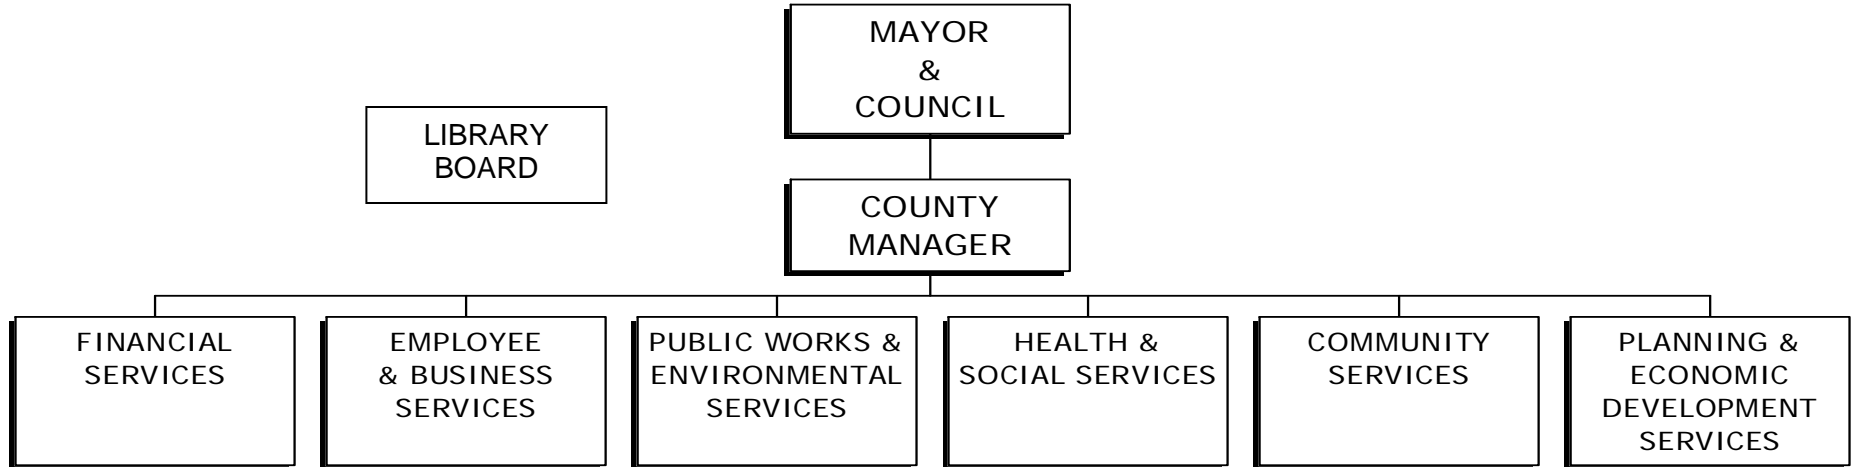 MAYOR
&
COUNCIL
LIBRARY
BOARD
COUNTY
MANAGER
FINANCIAL
SERVICES
EMPLOYEE
& BUSINESS
SERVICES
PUBLIC WORKS &
ENVIRONMENTAL
SERVICES
HEALTH &
SOCIAL SERVICES
COMMUNITY
SERVICES
PLANNING &
ECONOMIC
DEVELOPMENT
SERVICES